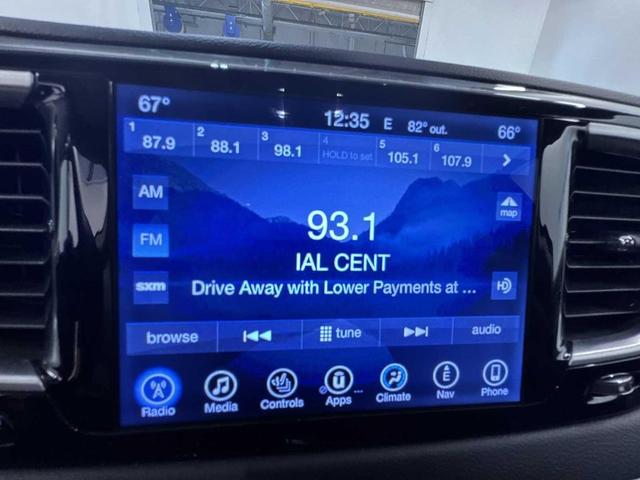 67° 12:35 E 82° out. 66°
1 87.9 2 88.1 3 98.1 4 HOLD to set 5 105.1 6 107.9
AM
93.1
map
FM
IAL CENT
sxm
Drive Away with Lower Payments at ...
HD
browse tune audio
Radio Media Controls U Apps ... Climate E Nav Phone